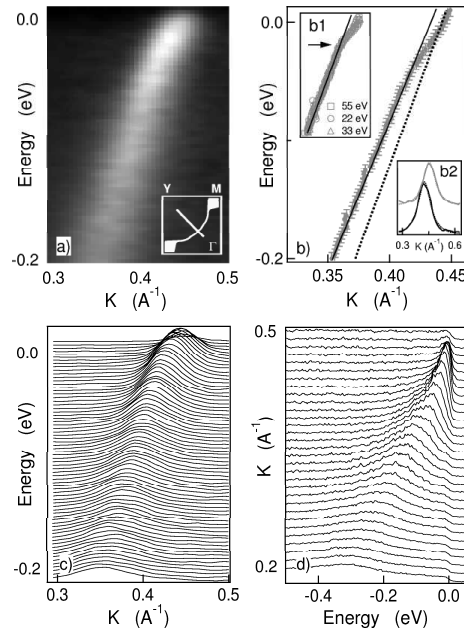 0.0
Energy (eV)
-0.2
Y M
Γ
a)
0.3 0.4 0.5
K (A⁻¹)
0.0
Energy (eV)
-0.2
b1
55 eV
22 eV
33 eV
b2
0.3 K (A⁻¹) 0.6
b)
0.35 0.40 0.45
K (A⁻¹)
0.0
Energy (eV)
-0.2
c)
0.3 0.4 0.5
K (A⁻¹)
0.5
K (A⁻¹)
0.2
d)
-0.4 -0.2 0.0
Energy (eV)